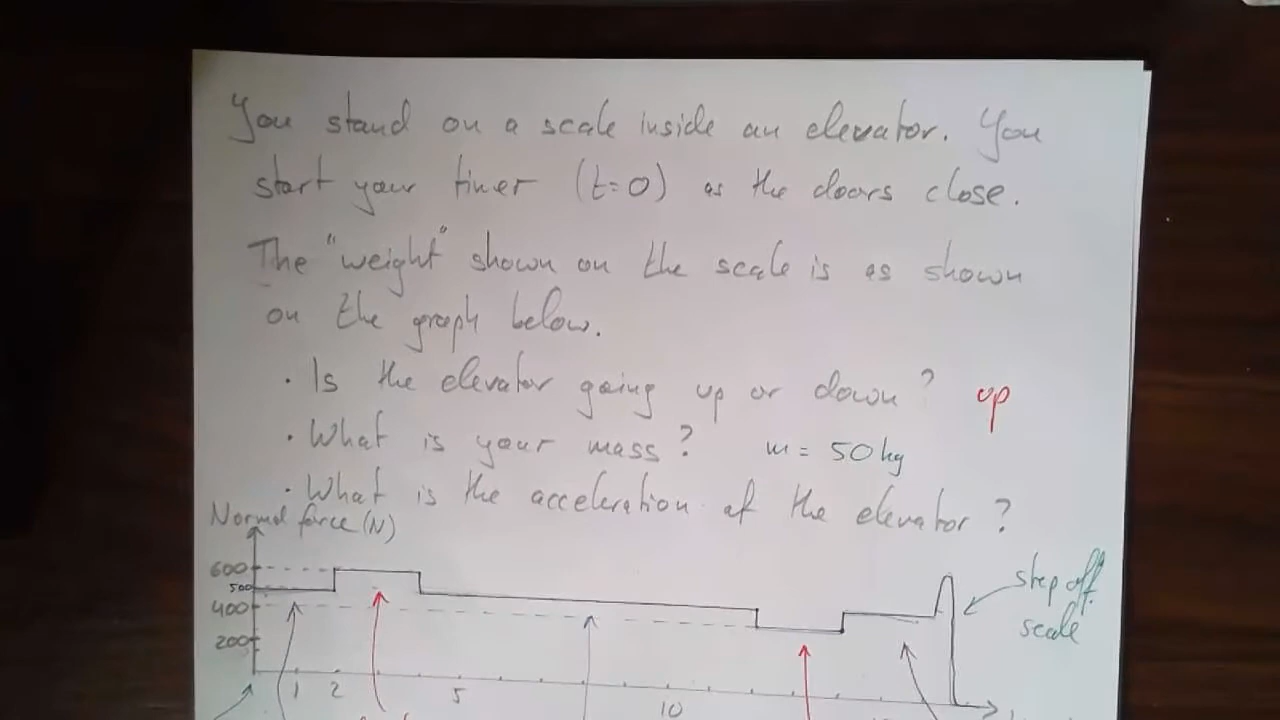 You stand on a scale inside an elevator. You
start your timer (t=0) as the doors close.
The "weight" shown on the scale is as shown
on the graph below.
· Is the elevator going up or down? up
· What is your mass? m = 50 kg
· What is the acceleration of the elevator?
Normal force (N)
600
500
400
200
step off
scale
1 2 5 10